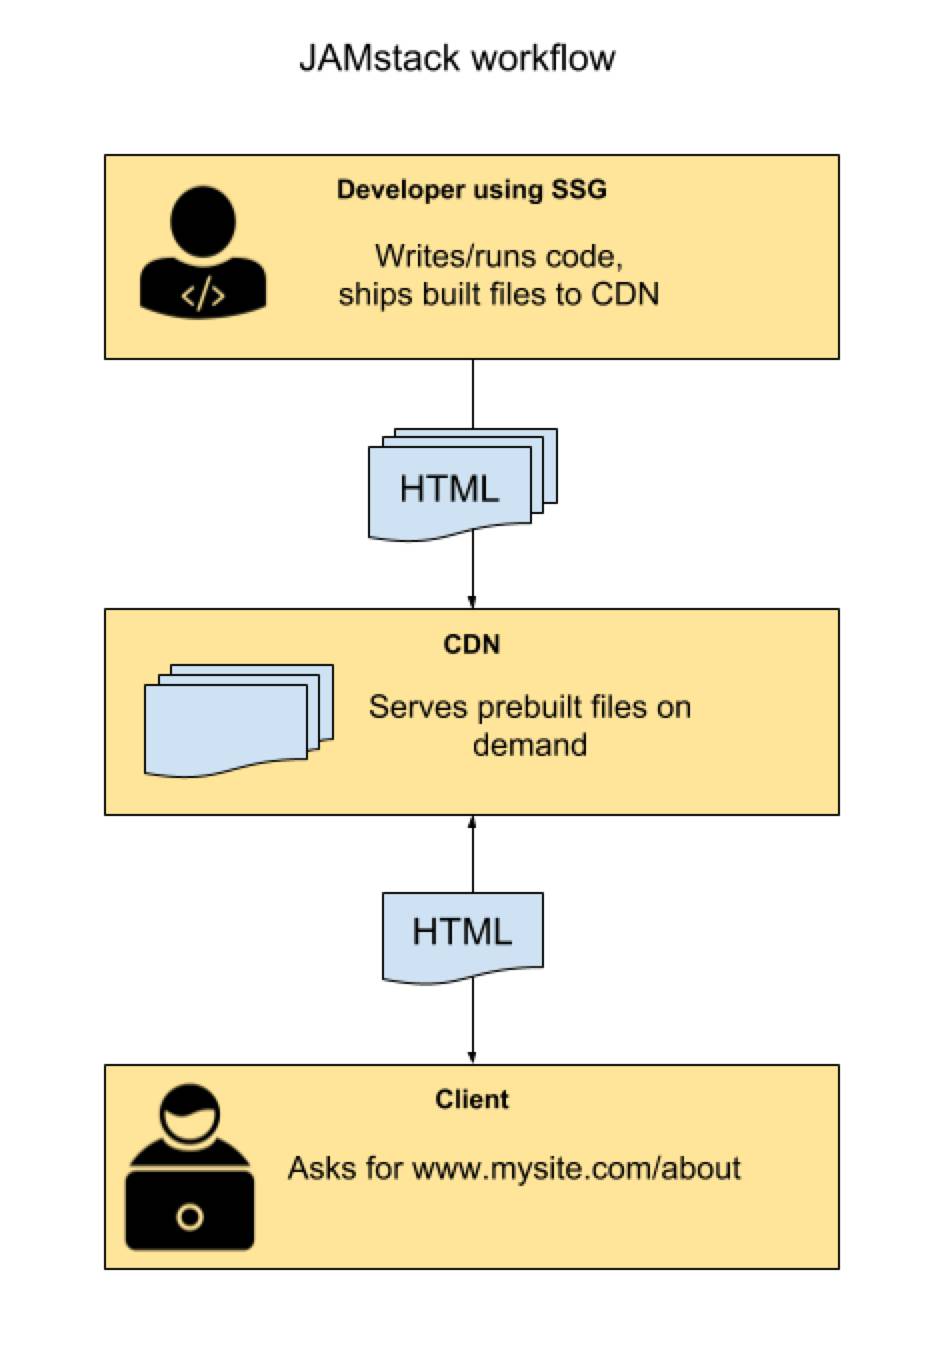 JAMstack workflow
Developer using SSG
Writes/runs code,
ships built files to CDN
</>
HTML
CDN
Serves prebuilt files on
demand
HTML
Client
Asks for www.mysite.com/about